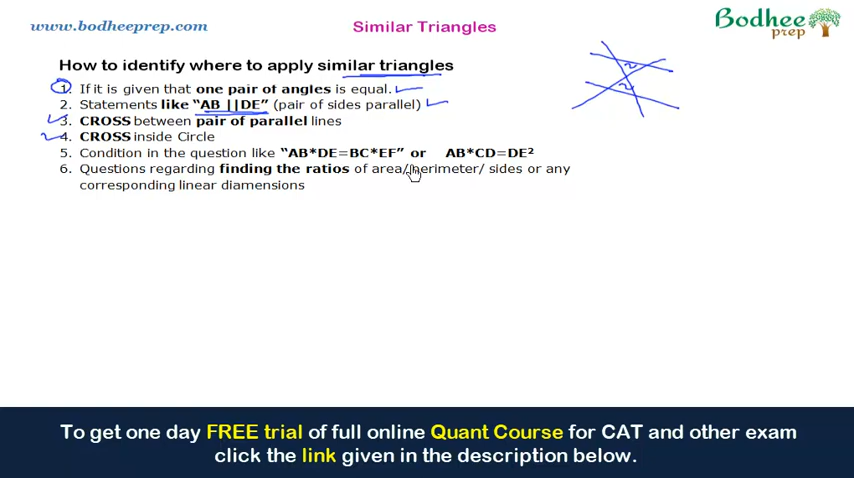 www.bodheeprep.com
Similar Triangles
Bodhee
prep
How to identify where to apply similar triangles
1. If it is given that one pair of angles is equal.
2. Statements like “AB ||DE” (pair of sides parallel)
3. CROSS between pair of parallel lines
4. CROSS inside Circle
5. Condition in the question like “AB*DE=BC*EF” or AB*CD=DE²
6. Questions regarding finding the ratios of area/perimeter/ sides or any
corresponding linear diamensions
To get one day FREE trial of full online Quant Course for CAT and other exam
click the link given in the description below.